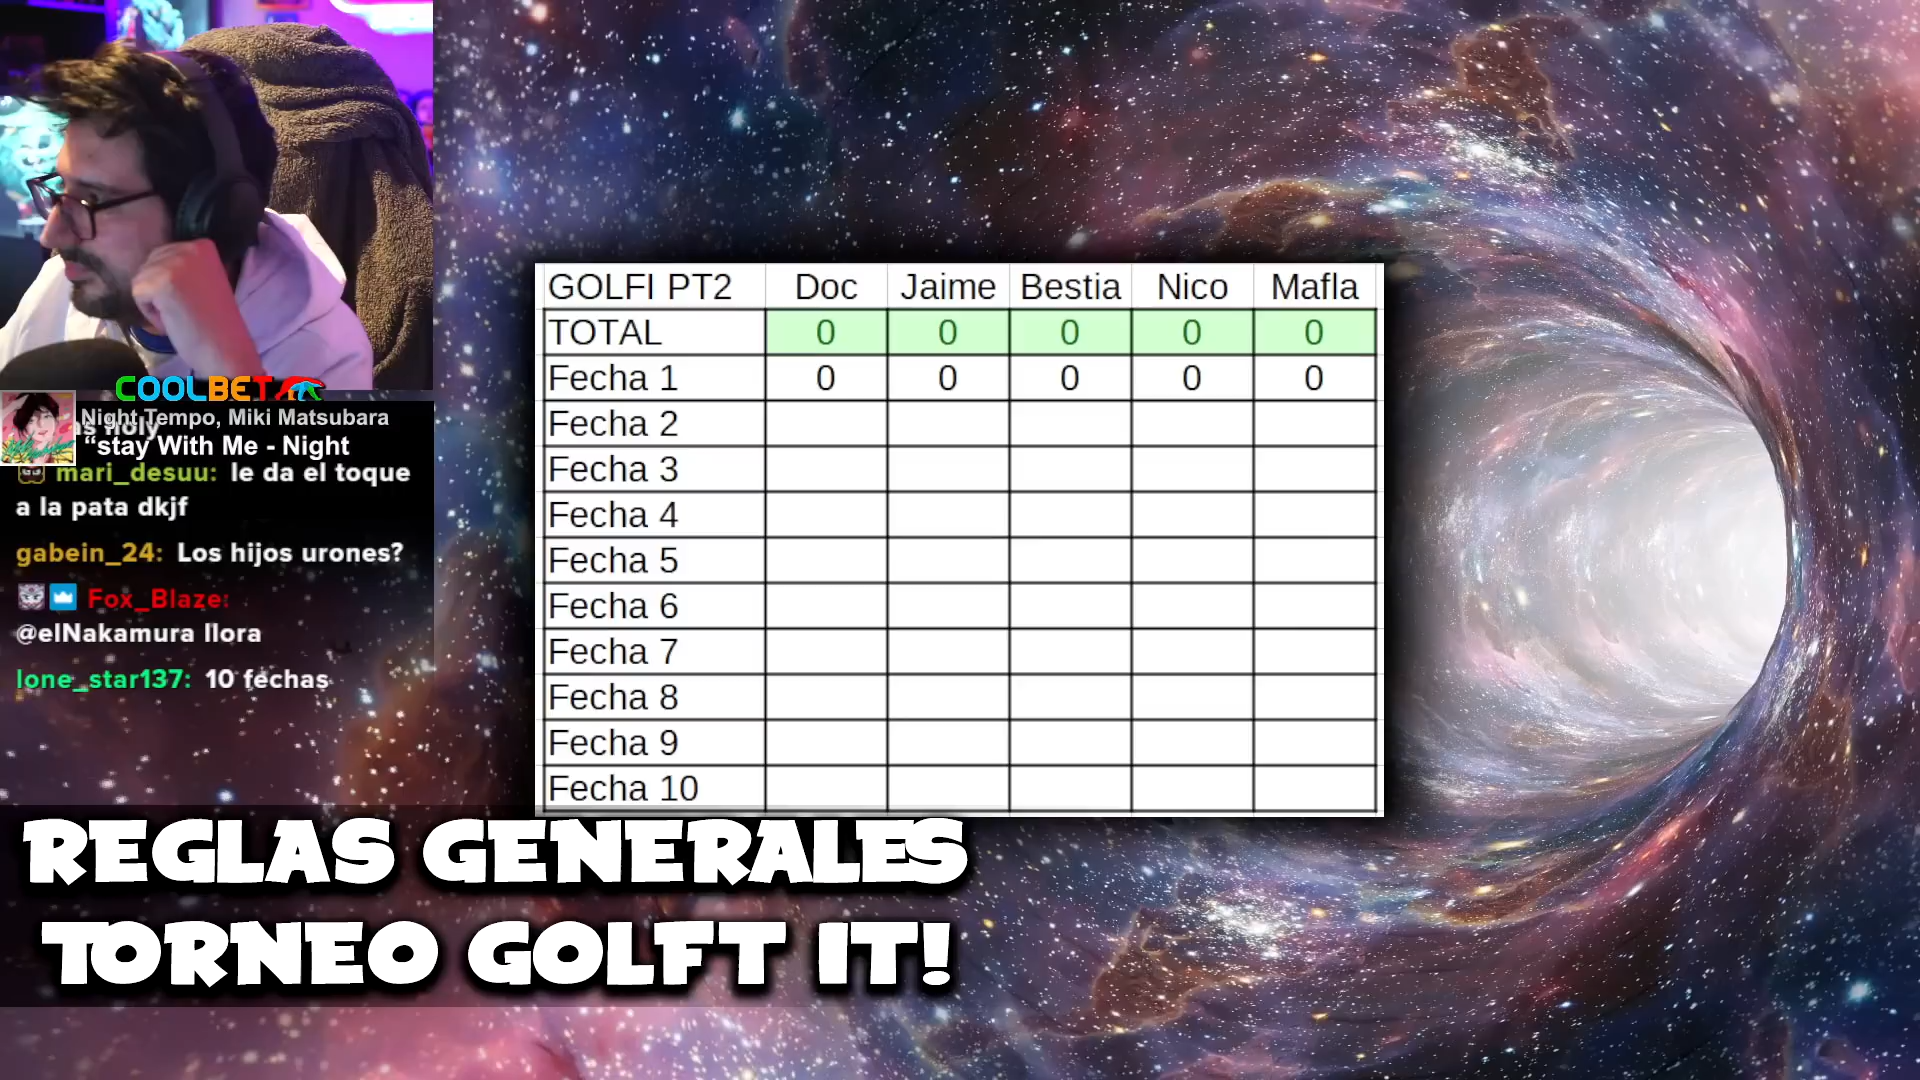 COOLBET
Night Tempo, Miki Matsubara
“stay With Me - Night
mari_desuu: le da el toque
a la pata dkjf
gabein_24: Los hijos urones?
Fox_Blaze:
@elNakamura llora
lone_star137: 10 fechas
GOLFI PT2 Doc Jaime Bestia Nico Mafla
TOTAL 0 0 0 0 0
Fecha 1 0 0 0 0 0
Fecha 2
Fecha 3
Fecha 4
Fecha 5
Fecha 6
Fecha 7
Fecha 8
Fecha 9
Fecha 10
REGLAS GENERALES
TORNEO GOLFT IT!